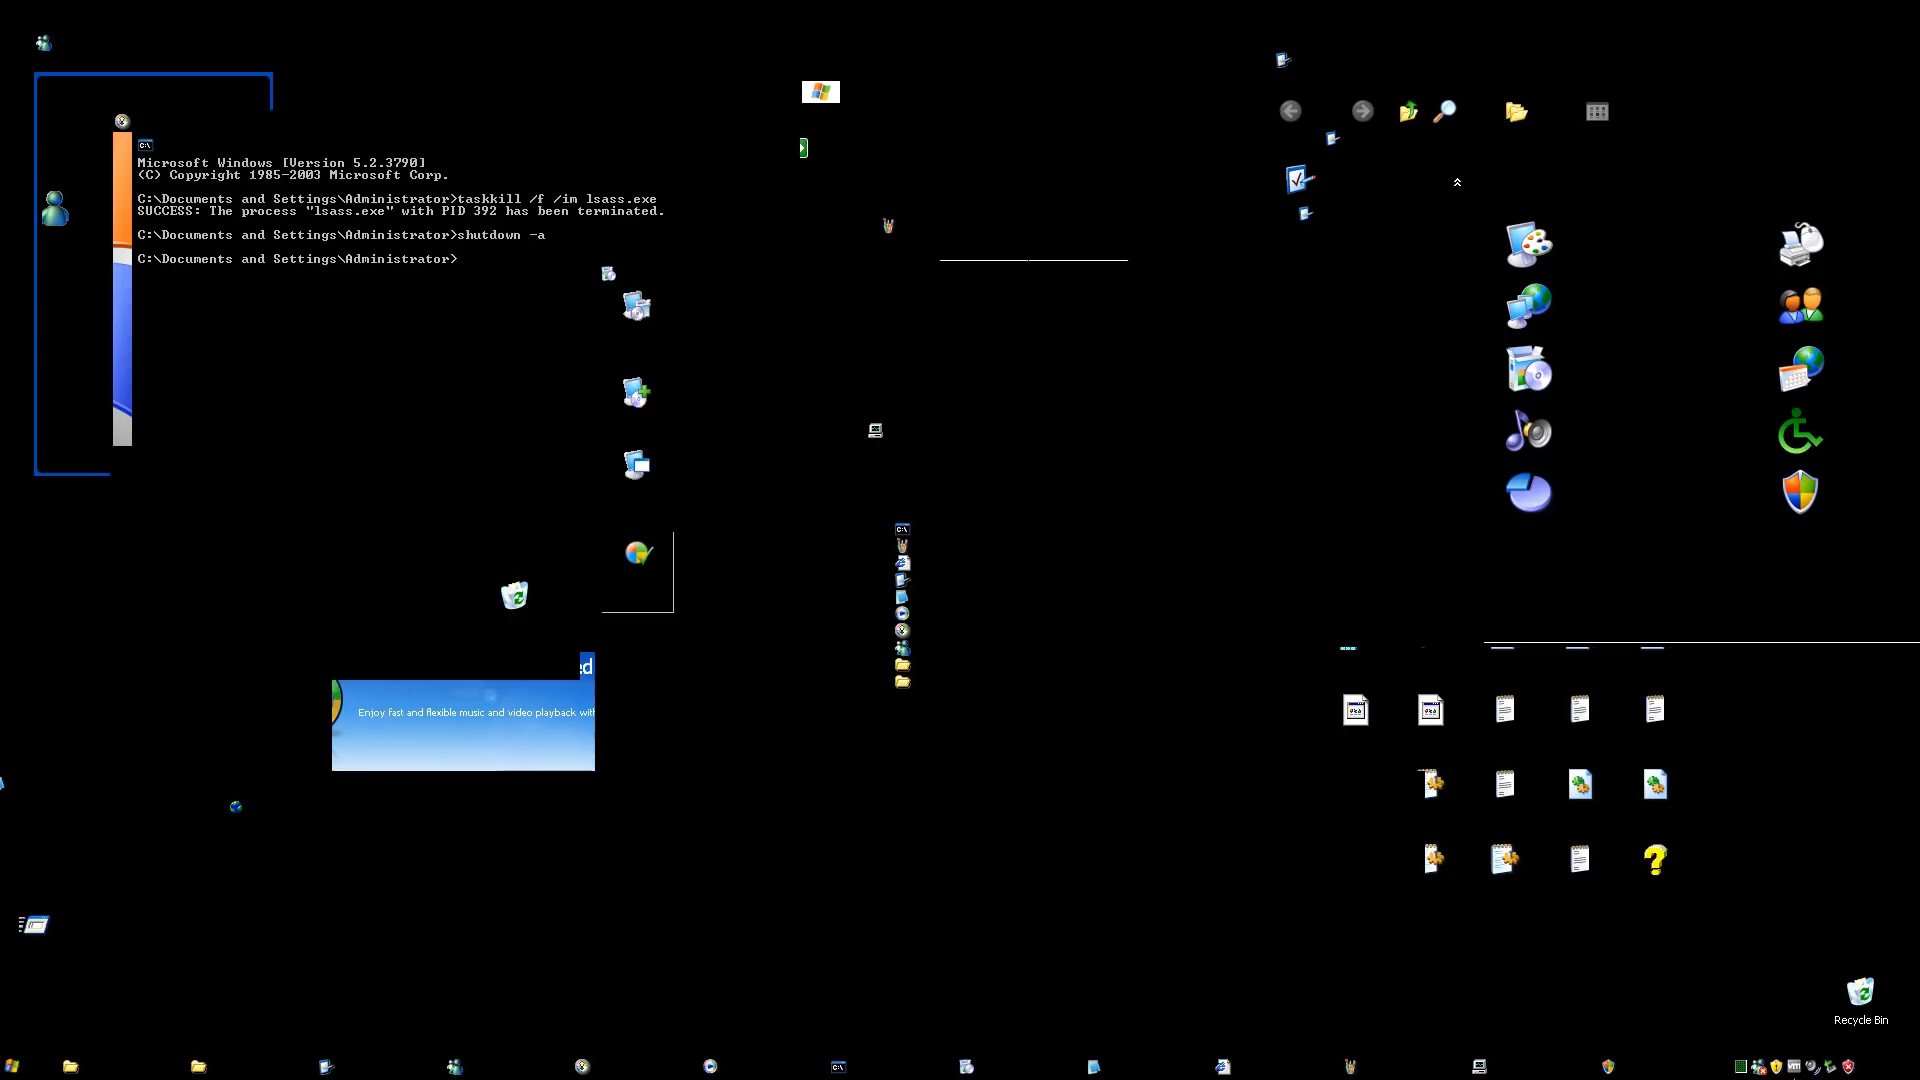 Microsoft Windows [Version 5.2.3790]
(C) Copyright 1985-2003 Microsoft Corp.
C:\Documents and Settings\Administrator>taskkill /f /im lsass.exe
SUCCESS: The process "lsass.exe" with PID 392 has been terminated.
C:\Documents and Settings\Administrator>shutdown -a
C:\Documents and Settings\Administrator>
ed
Enjoy fast and flexible music and video playback with
Recycle Bin